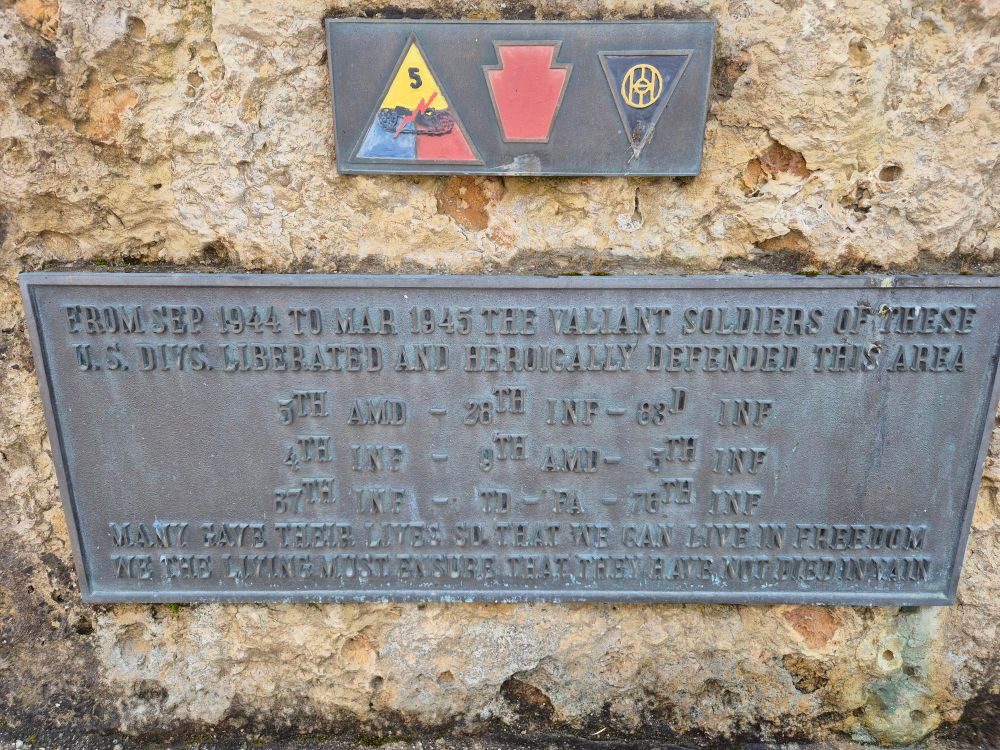 5
FROM SEP 1944 TO MAR 1945 THE VALIANT SOLDIERS OF THESE
U.S. DIVS. LIBERATED AND HEROICALLY DEFENDED THIS AREA
5TH AMD - 28TH INF - 83D INF
4TH INF - 9TH AMD - 5TH INF
87TH INF - TD - FA - 76TH INF
MANY GAVE THEIR LIVES SO THAT WE CAN LIVE IN FREEDOM
WE THE LIVING MUST ENSURE THAT THEY HAVE NOT DIED IN VAIN